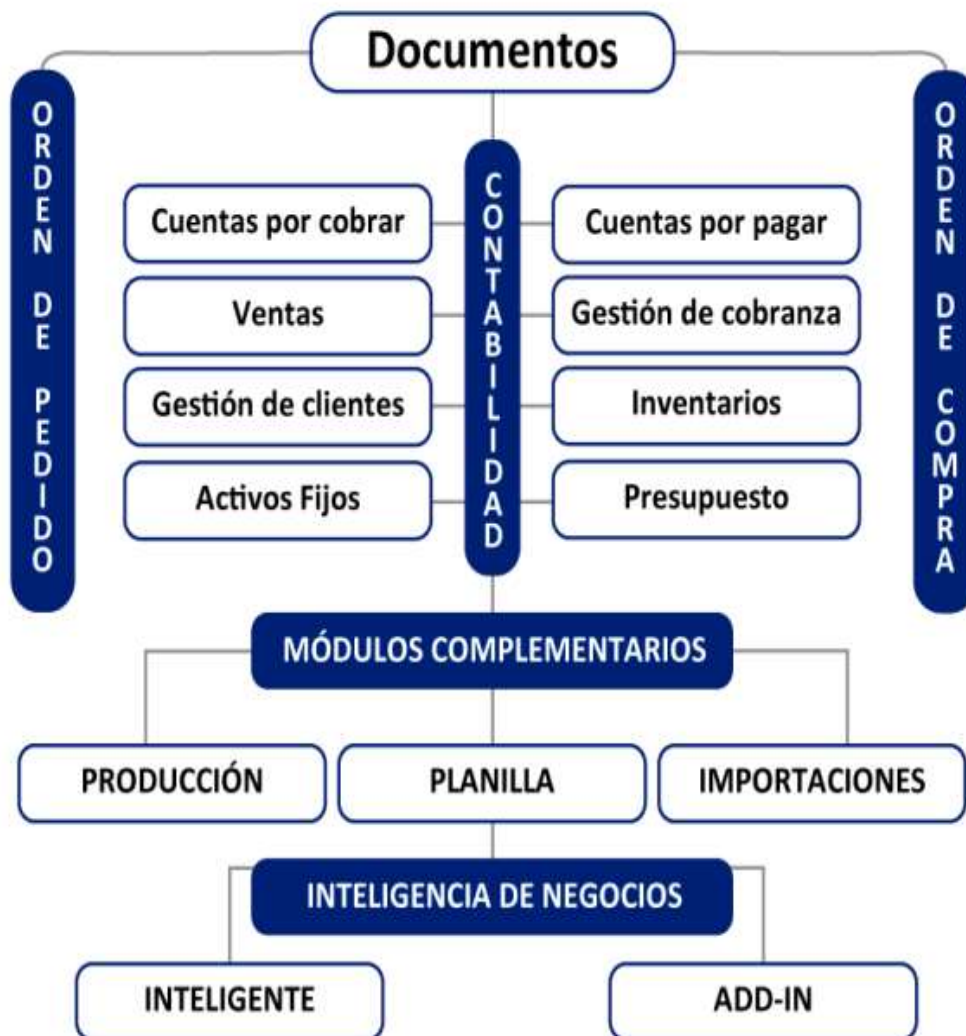 Documentos
ORDEN DE PEDIDO
CONTABILIDAD
ORDEN DE COMPRA
Cuentas por cobrar
Cuentas por pagar
Ventas
Gestión de cobranza
Gestión de clientes
Inventarios
Activos Fijos
Presupuesto
MÓDULOS COMPLEMENTARIOS
PRODUCCIÓN
PLANILLA
IMPORTACIONES
INTELIGENCIA DE NEGOCIOS
INTELIGENTE
ADD-IN